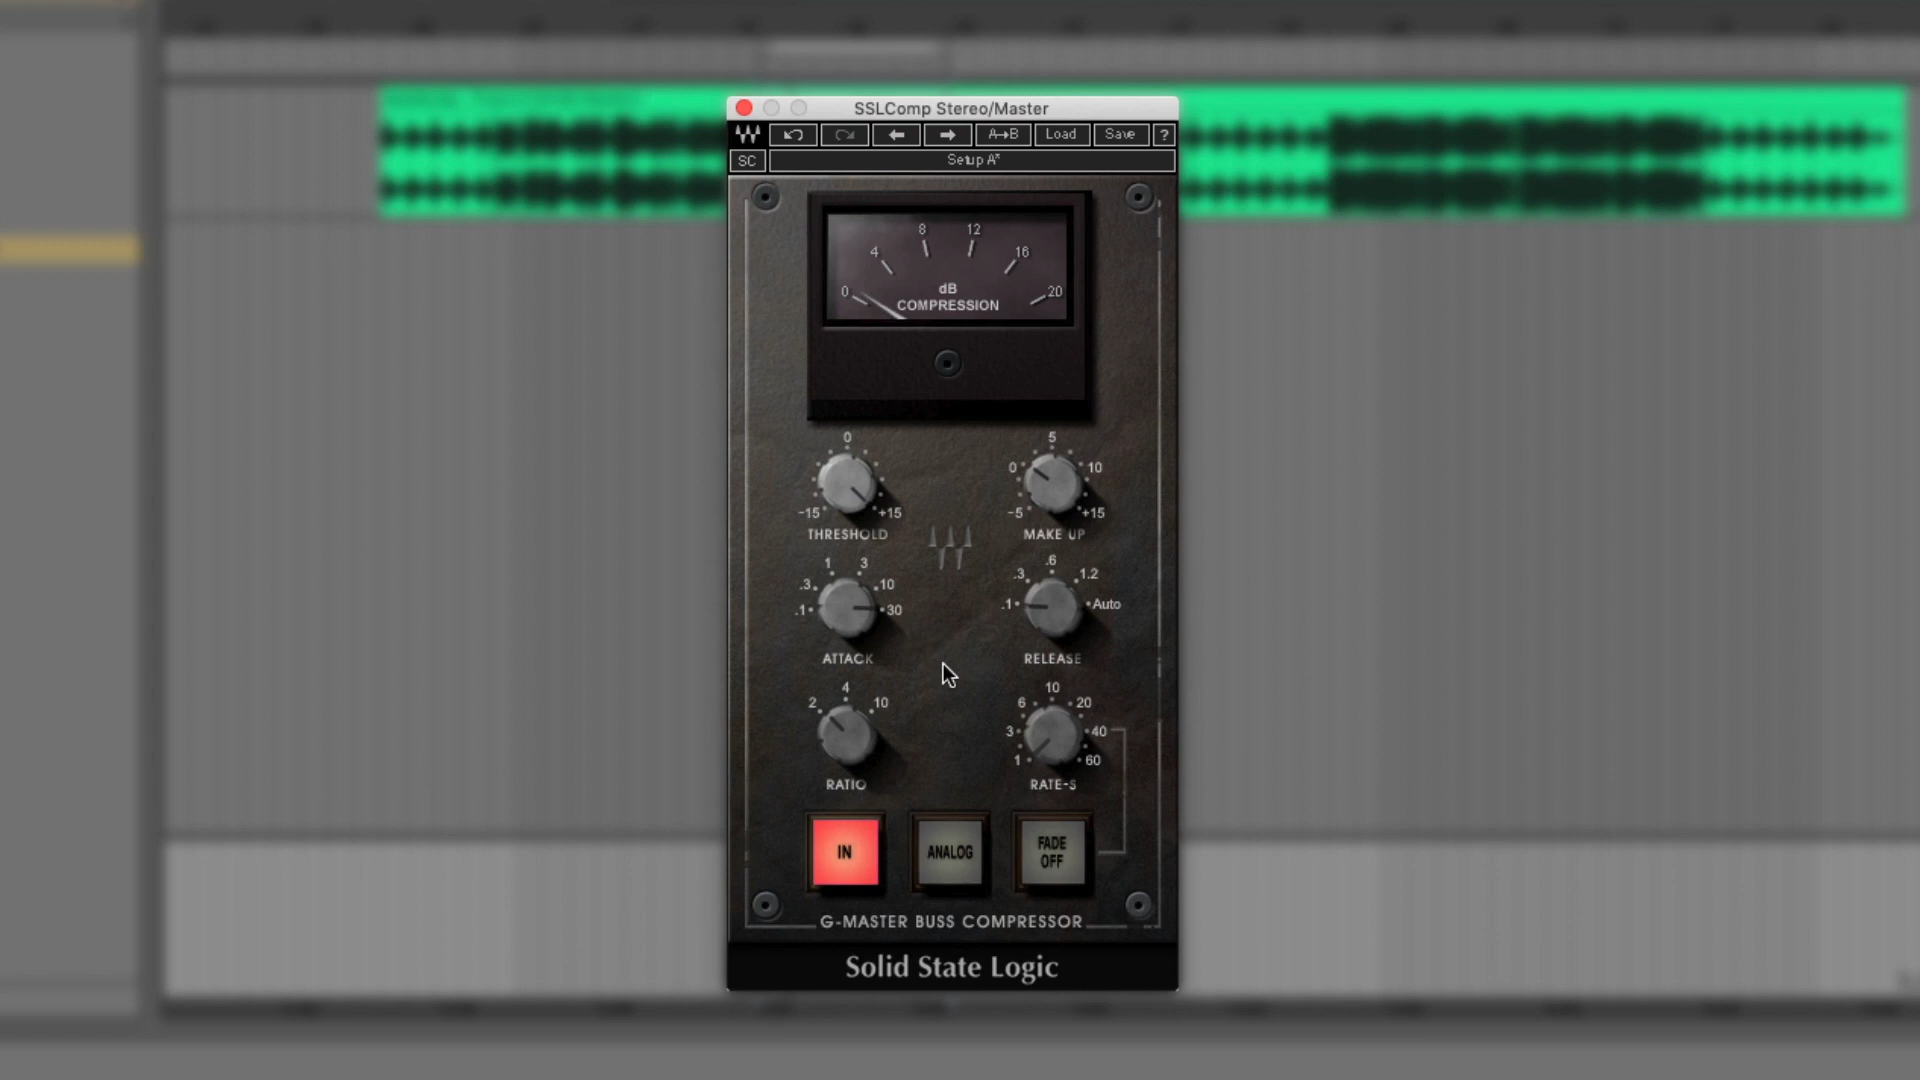 SSLComp Stereo/Master
A→B Load Save ?
SC Setup A*
0 4 8 12 16 20
dB
COMPRESSION
0
-15 +15
THRESHOLD
5
0 10
-5 +15
MAKE UP
1 3
.3 10
.1 30
ATTACK
.6
.3 1.2
.1 Auto
RELEASE
4
2 10
RATIO
10
6 20
3 40
1 60
RATE-S
IN
ANALOG
FADE
OFF
G-MASTER BUSS COMPRESSOR
Solid State Logic